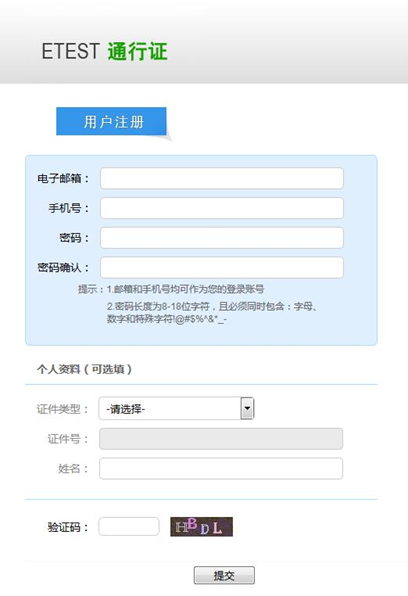 ETEST 通行证
用户注册
电子邮箱：
手机号：
密码：
密码确认：
提示：1.邮箱和手机号均可作为您的登录账号
2.密码长度为8-18位字符，且必须同时包含：字母、
数字和特殊字符!@#$%^&*_-
个人资料（可选填）
证件类型： -请选择-
证件号：
姓名：
验证码： HBDL
提交